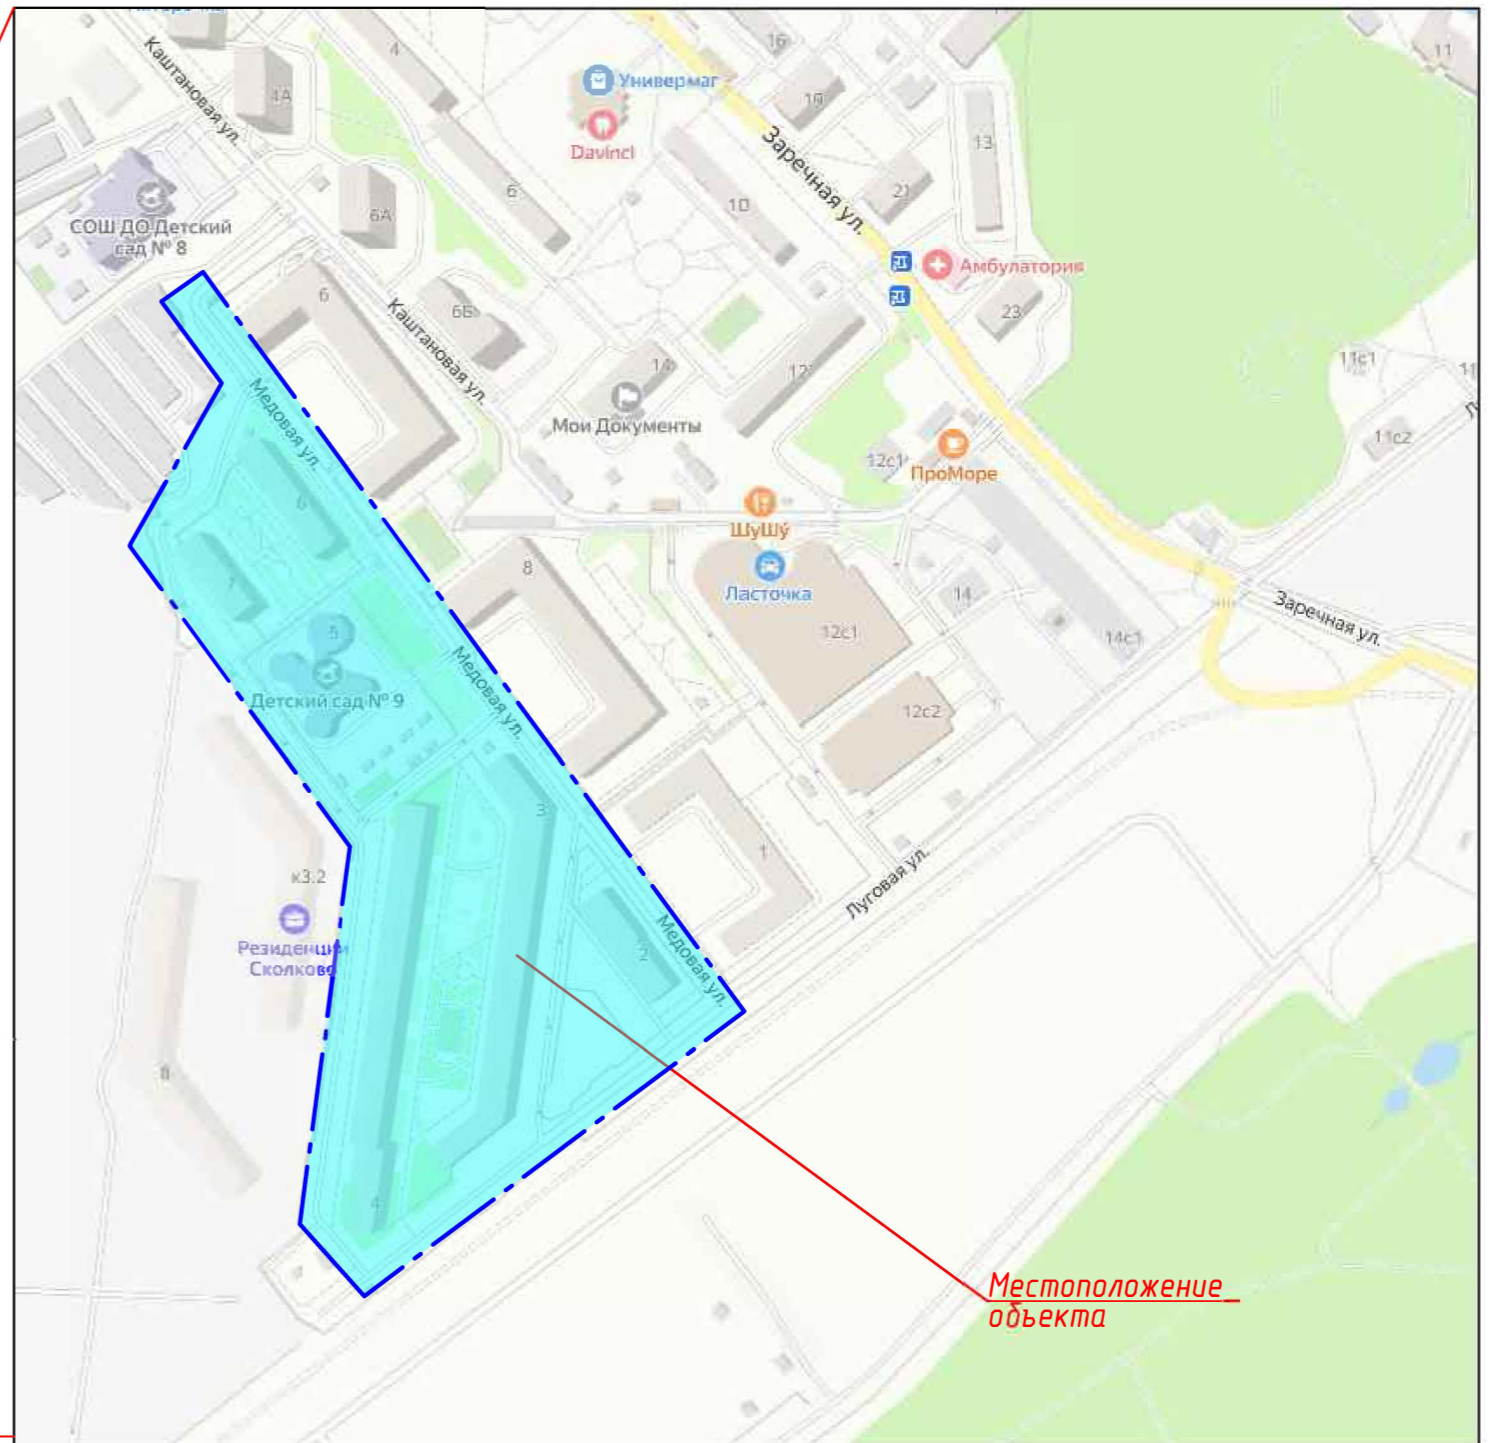 Каштановая ул.
4
16
11
Универмаг
4А
19
Davinci
Заречная ул.
13
6
21
10
6А
СОШ ДО Детский
сад № 8
Амбулатория
6
6Б
Каштановая ул.
23
11с1
11
14
12
Медовая ул.
Мои Документы
11с2
12с1
ПроМоре
6
ШуШу
8
7
Ласточка
14
Заречная ул.
5
12с1
14с1
Медовая ул.
Детский сад № 9
12с2
3
1
к3.2
Луговая ул.
Резиденции
Сколково
2
Медовая ул.
8
4
Местоположение
объекта